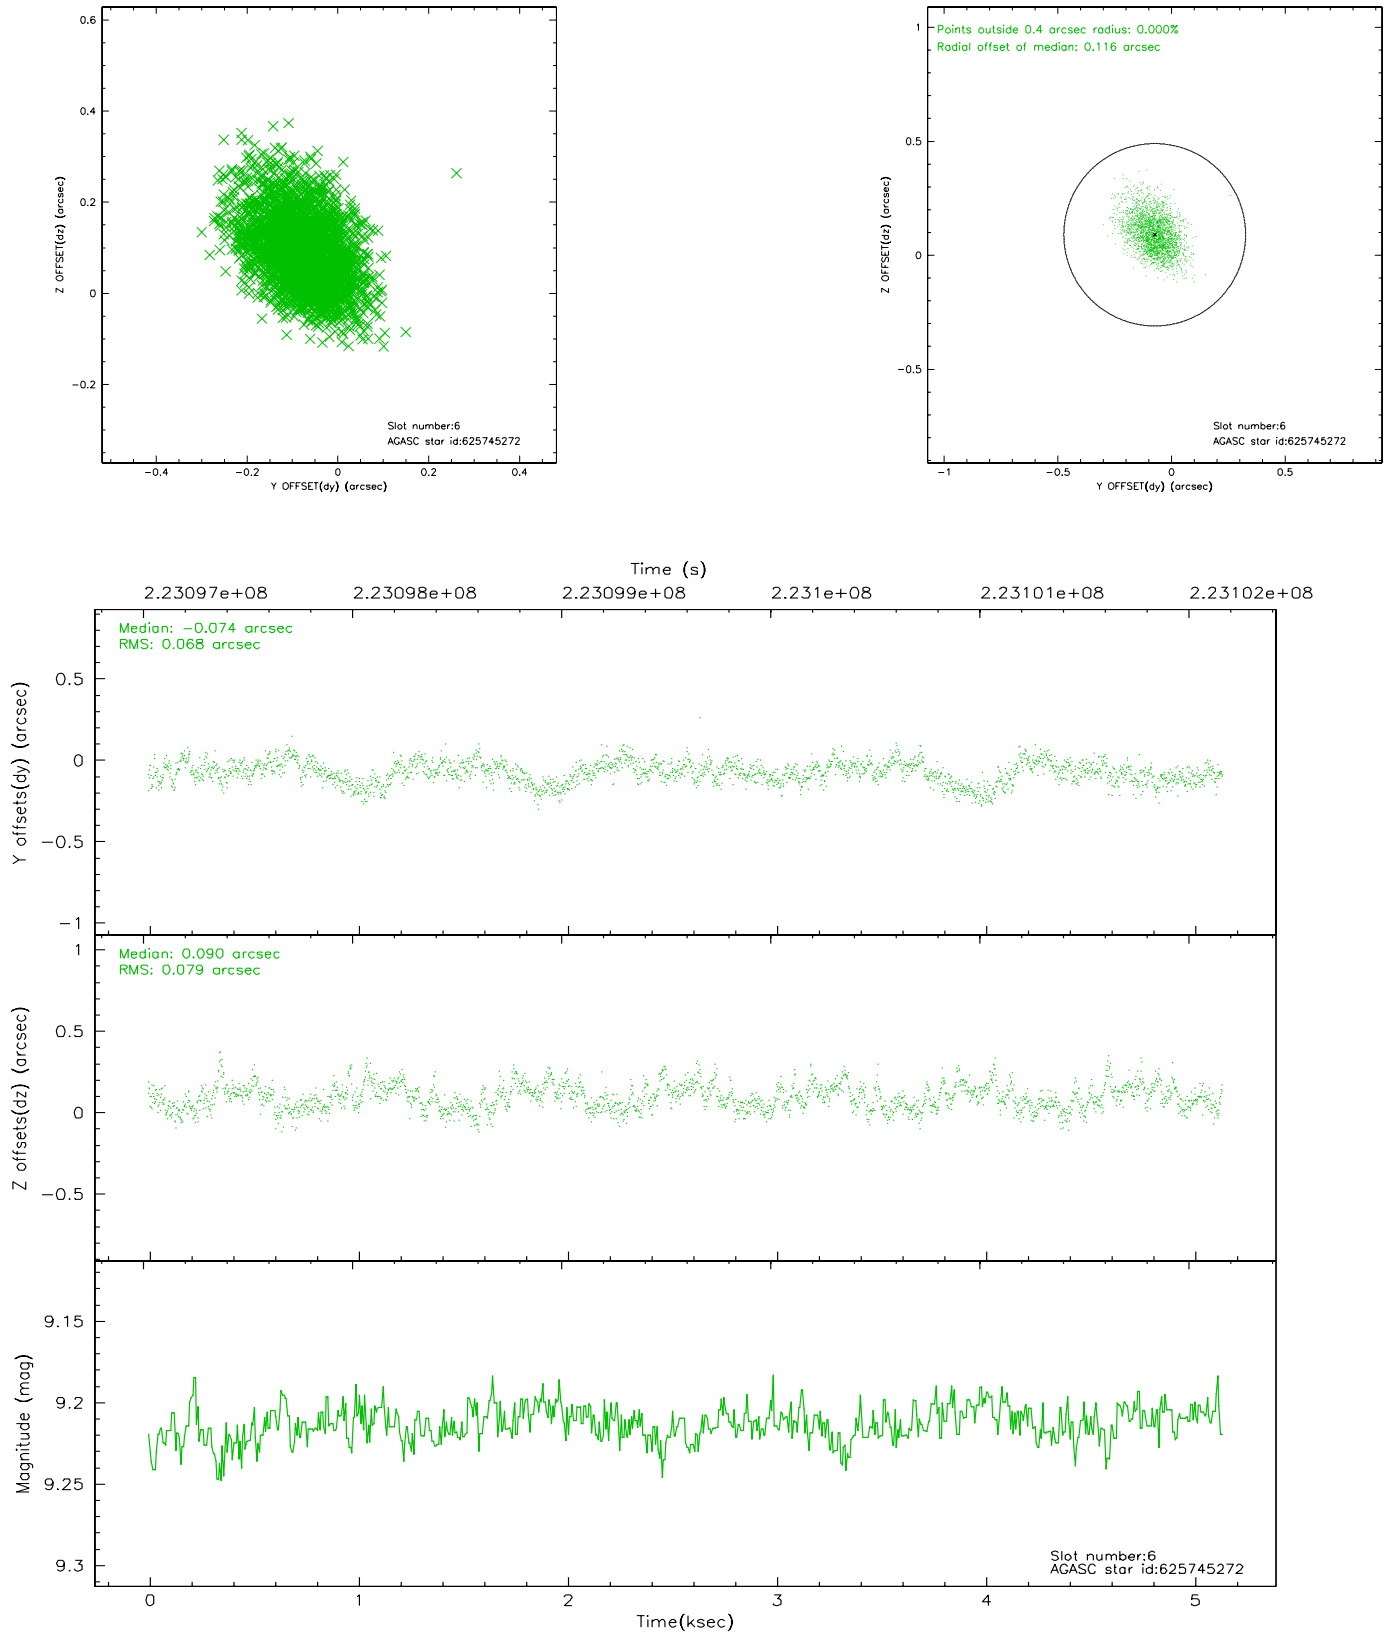 0.6
0.4
0.2
0
−0.2
Z OFFSET(dz) (arcsec)
−0.4
−0.2
0
0.2
0.4
Y OFFSET(dy) (arcsec)
Slot number:6
AGASC star id:625745272
Points outside 0.4 arcsec radius: 0.000%
Radial offset of median: 0.116 arcsec
1
0.5
0
−0.5
Z OFFSET(dz) (arcsec)
−1
−0.5
0
0.5
Y OFFSET(dy) (arcsec)
Slot number:6
AGASC star id:625745272
Time (s)
2.23097e+08
2.23098e+08
2.23099e+08
2.231e+08
2.23101e+08
2.23102e+08
Median: −0.074 arcsec
RMS: 0.068 arcsec
0.5
0
−0.5
−1
Y offsets(dy) (arcsec)
Median: 0.090 arcsec
RMS: 0.079 arcsec
1
0.5
0
−0.5
Z offsets(dz) (arcsec)
9.15
9.2
9.25
9.3
Magnitude (mag)
Slot number:6
AGASC star id:625745272
0
1
2
3
4
5
Time(ksec)